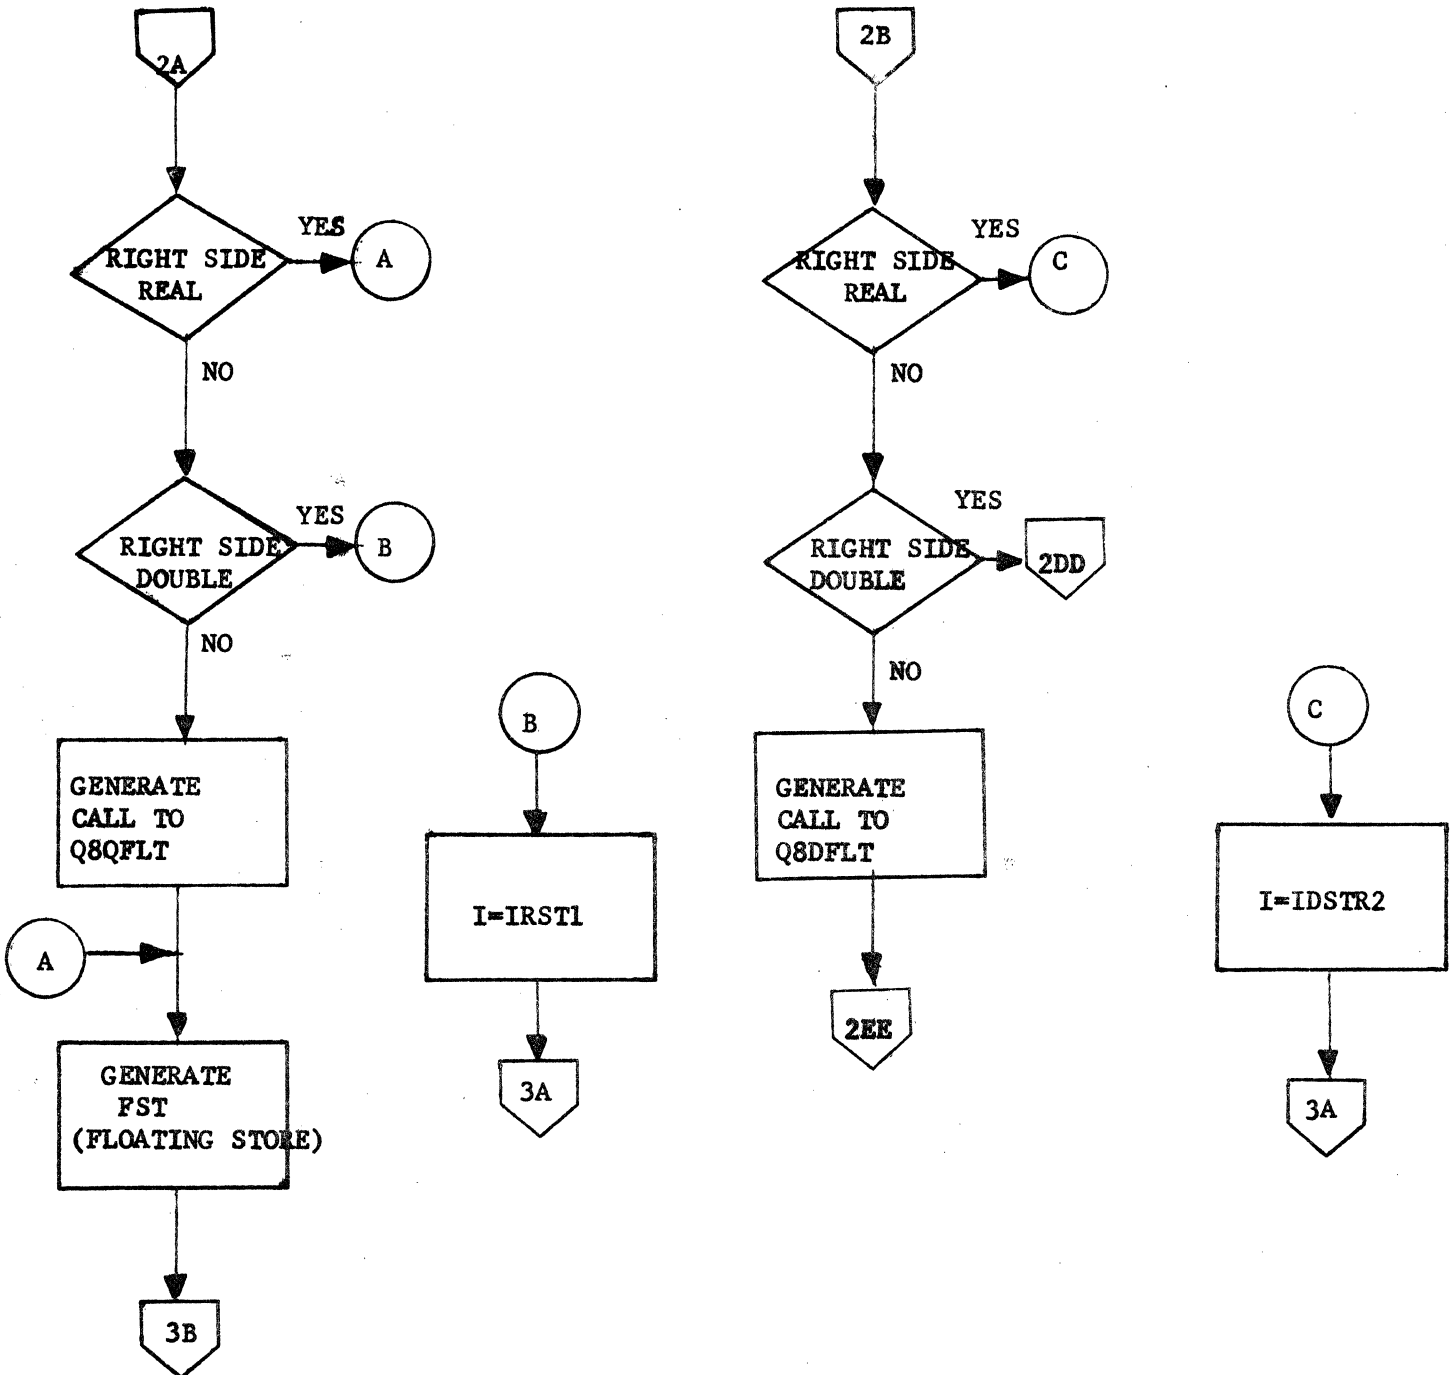 2A
YES
RIGHT SIDE
REAL
A
NO
YES
RIGHT SIDE
DOUBLE
B
NO
GENERATE
CALL TO
Q8QFLT
A
GENERATE
FST
(FLOATING STORE)
3B
B
I=IRST1
3A
2B
YES
RIGHT SIDE
REAL
C
NO
YES
RIGHT SIDE
DOUBLE
2DD
NO
GENERATE
CALL TO
Q8DFLT
2EE
C
I=IDSTR2
3A